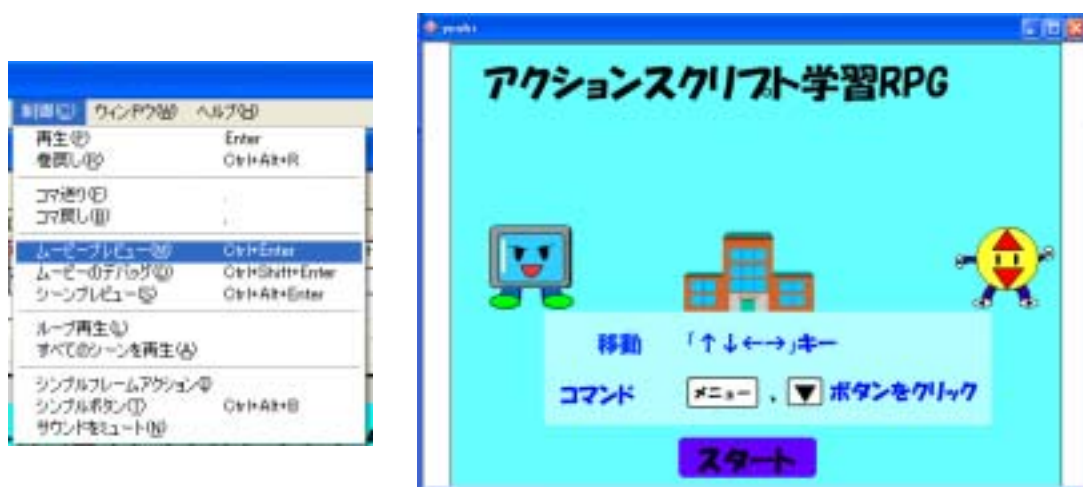 制御(C) ウィンドウ(W) ヘルプ(H)
再生(P) Enter
巻戻し(R) Ctrl+Alt+R
コマ送り(F) .
コマ戻し(B) ,
ムービープレビュー(M) Ctrl+Enter
ムービーのデバッグ(D) Ctrl+Shift+Enter
シーンプレビュー(S) Ctrl+Alt+Enter
ループ再生(L)
すべてのシーンを再生(A)
シンプルフレームアクション(I)
シンプルボタン(T) Ctrl+Alt+B
サウンドをミュート(N)
アクションスクリプト学習RPG
移動 「↑↓←→」キー
コマンド メニュー 、 ▼ ボタンをクリック
スタート